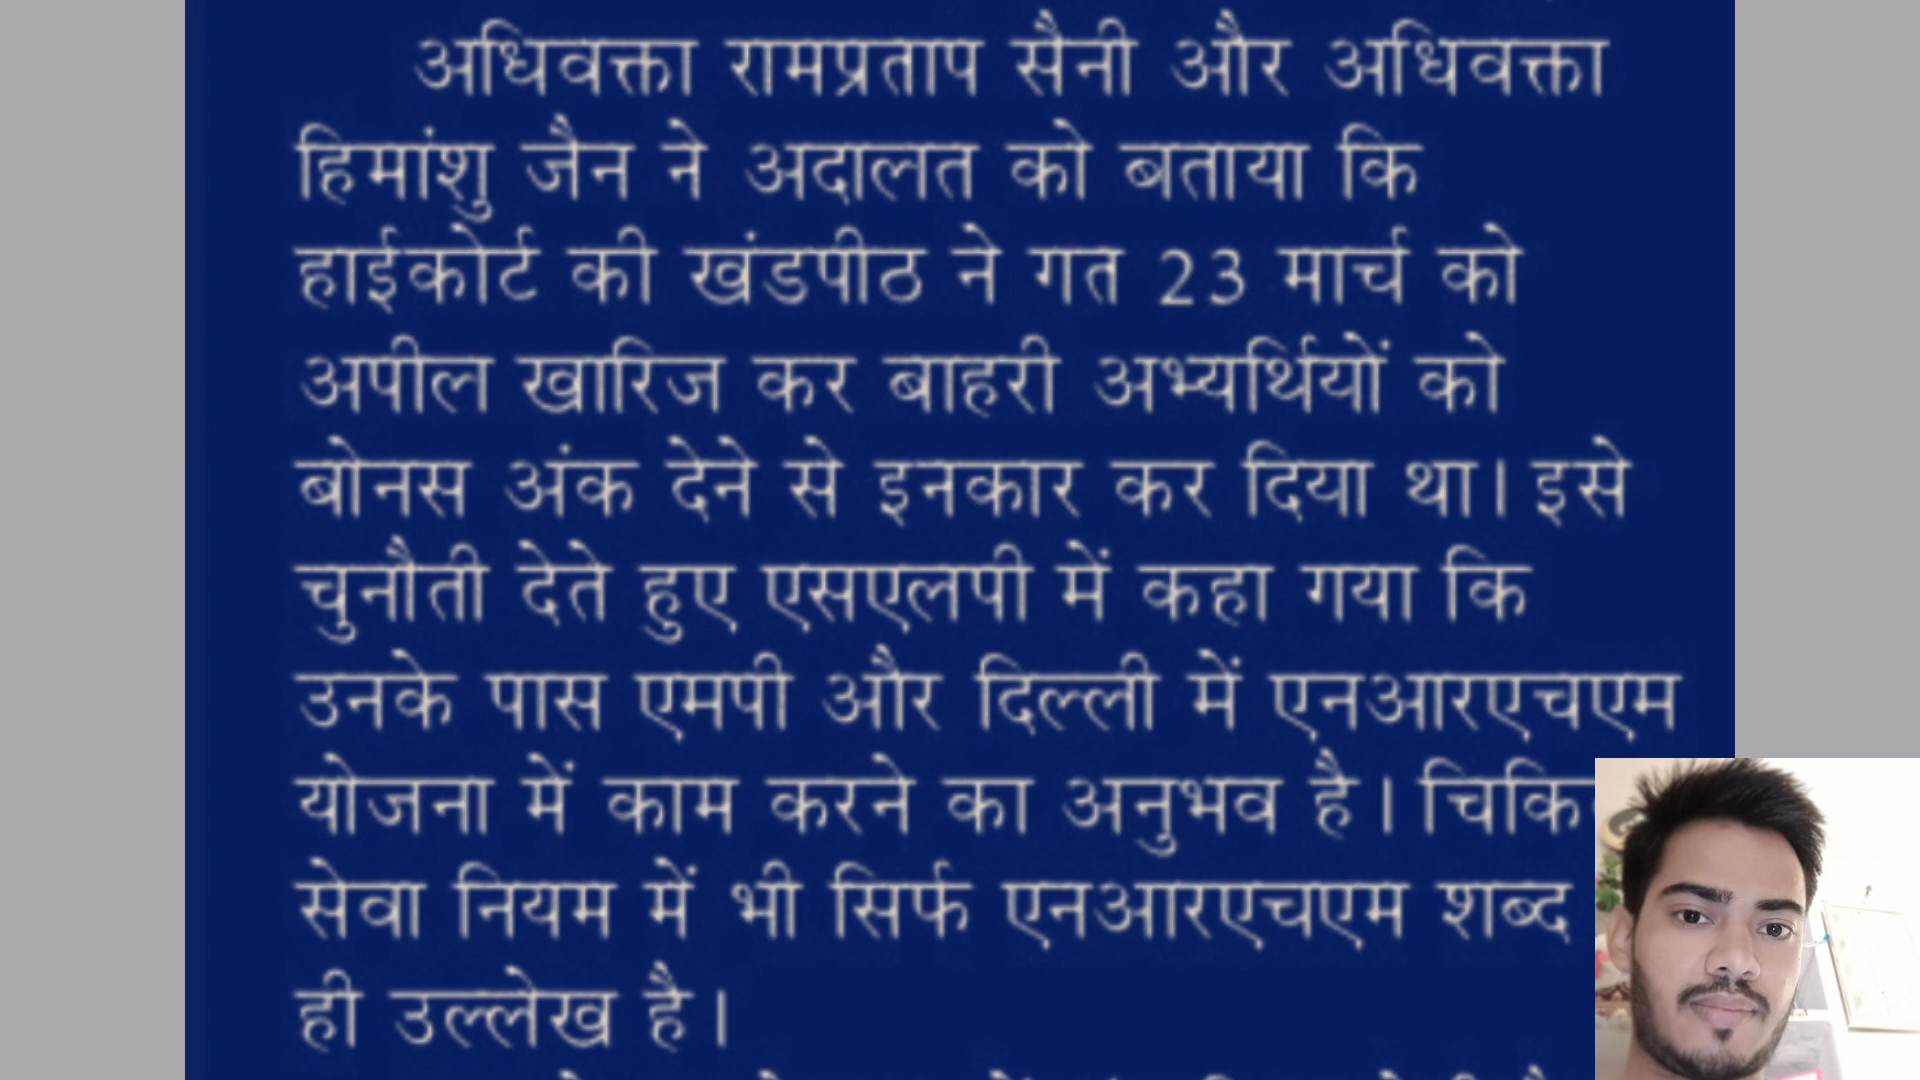 अधिवक्ता रामप्रताप सैनी और अधिवक्ता
हिमांशु जैन ने अदालत को बताया कि
हाईकोर्ट की खंडपीठ ने गत 23 मार्च को
अपील खारिज कर बाहरी अभ्यर्थियों को
बोनस अंक देने से इनकार कर दिया था। इसे
चुनौती देते हुए एसएलपी में कहा गया कि
उनके पास एमपी और दिल्ली में एनआरएचएम
योजना में काम करने का अनुभव है।
सेवा नियम में भी सिर्फ एनआरएचएम शब्द
ही उल्लेख है।